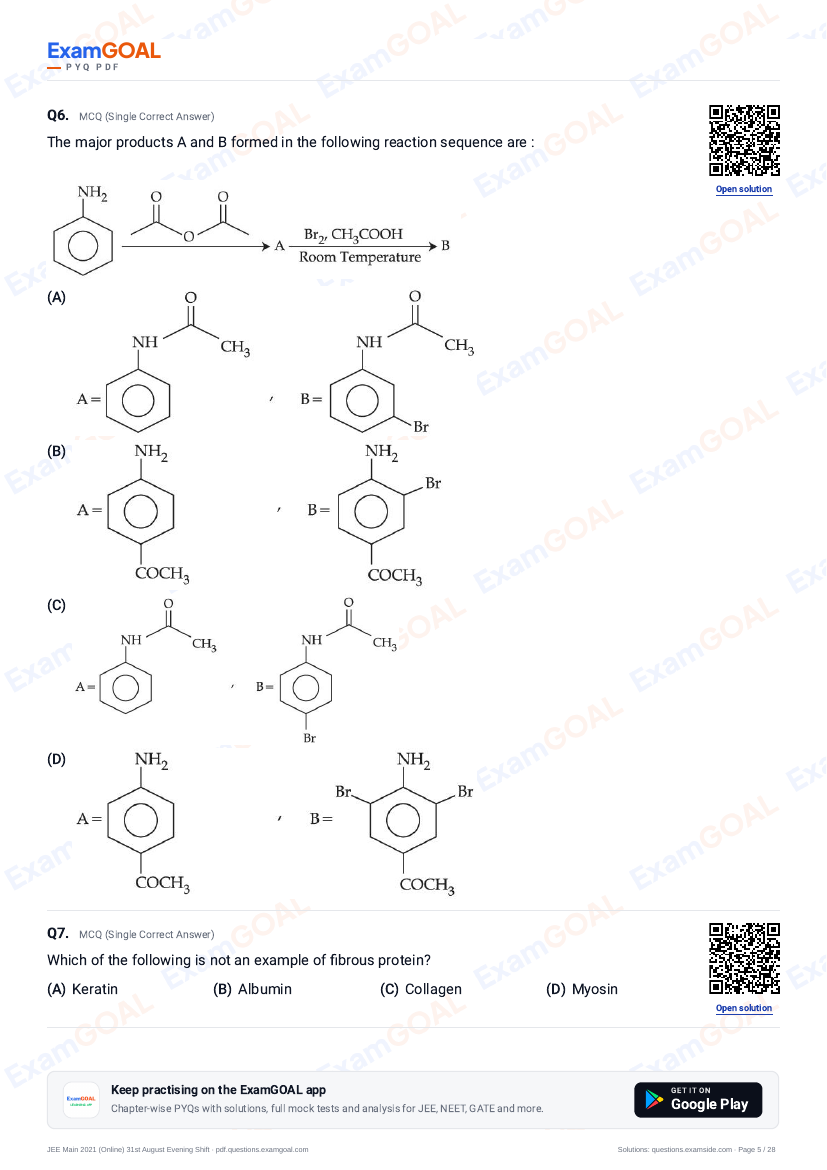 ExamGOAL
PYQ PDF
Q6. MCQ (Single Correct Answer)
The major products A and B formed in the following reaction sequence are :
Open solution
NH2
O O
O
A
Br2, CH3COOH
Room Temperature
B
(A)
O O
NH CH3 NH CH3
A = , B =
Br
(B)
NH2 NH2
Br
A = , B =
COCH3 COCH3
(C)
O O
NH CH3 NH CH3
A = , B =
Br
(D)
NH2 NH2
Br Br
A = , B =
COCH3 COCH3
Q7. MCQ (Single Correct Answer)
Which of the following is not an example of fibrous protein?
(A) Keratin (B) Albumin (C) Collagen (D) Myosin
Open solution
Keep practising on the ExamGOAL app
Chapter-wise PYQs with solutions, full mock tests and analysis for JEE, NEET, GATE and more.
GET IT ON
Google Play
JEE Main 2021 (Online) 31st August Evening Shift · pdf.questions.examgoal.com
Solutions: questions.examside.com · Page 5 / 28